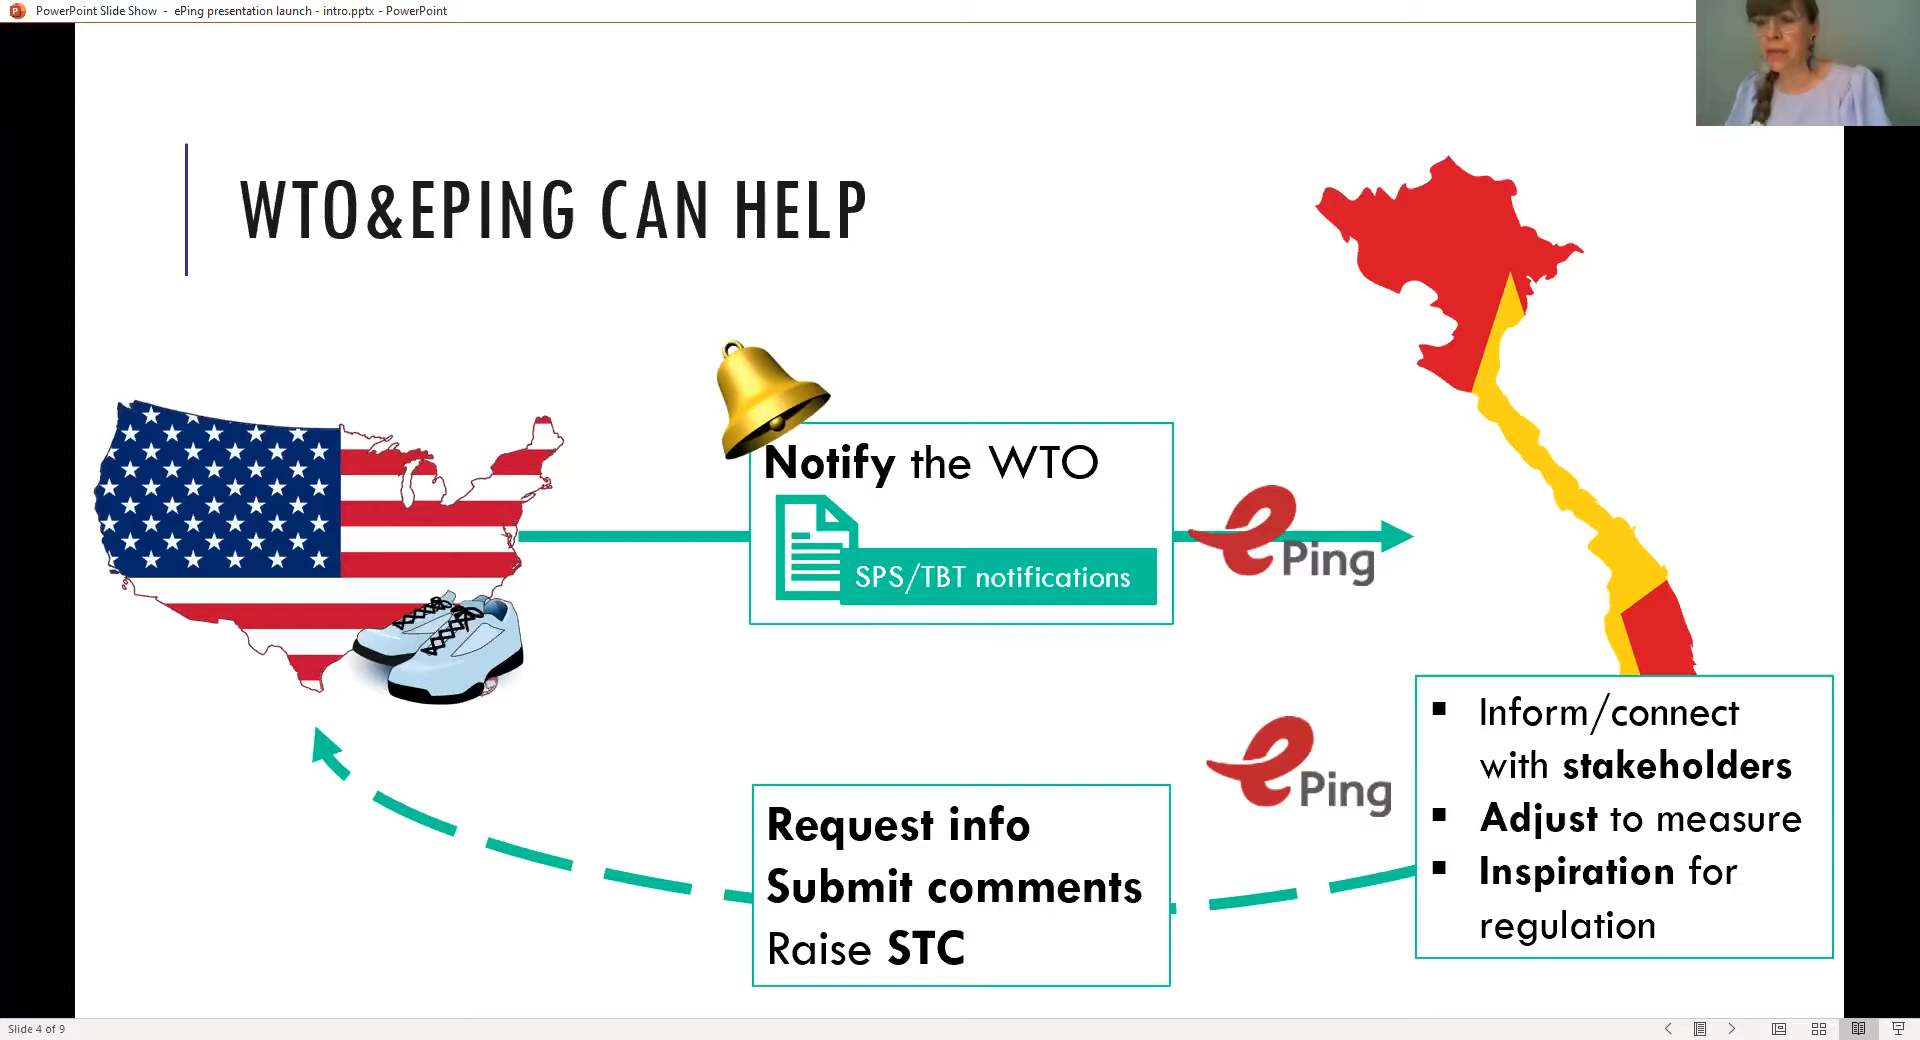 PowerPoint Slide Show - ePing presentation launch - intro.pptx - PowerPoint
WTO&EPING CAN HELP
Notify the WTO
SPS/TBT notifications
ePing
ePing
Request info
Submit comments
Raise STC
▪ Inform/connect
with stakeholders
▪ Adjust to measure
▪ Inspiration for
regulation
Slide 4 of 9